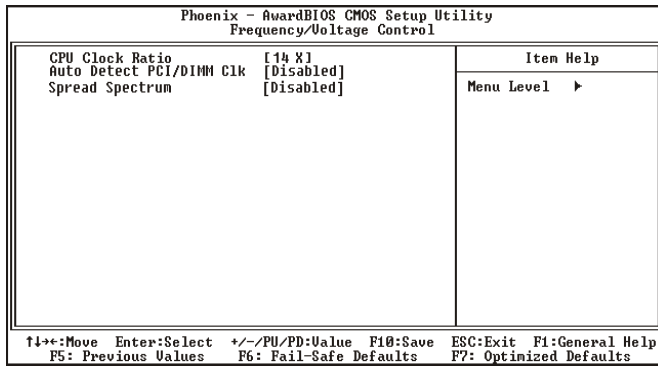 Phoenix - AwardBIOS CMOS Setup Utility
Frequency/Voltage Control
CPU Clock Ratio [14 X]
Auto Detect PCI/DIMM Clk [Disabled]
Spread Spectrum [Disabled]
Item Help
Menu Level ►
↑↓→←:Move Enter:Select +/-/PU/PD:Value F10:Save ESC:Exit F1:General Help
F5: Previous Values F6: Fail-Safe Defaults F7: Optimized Defaults